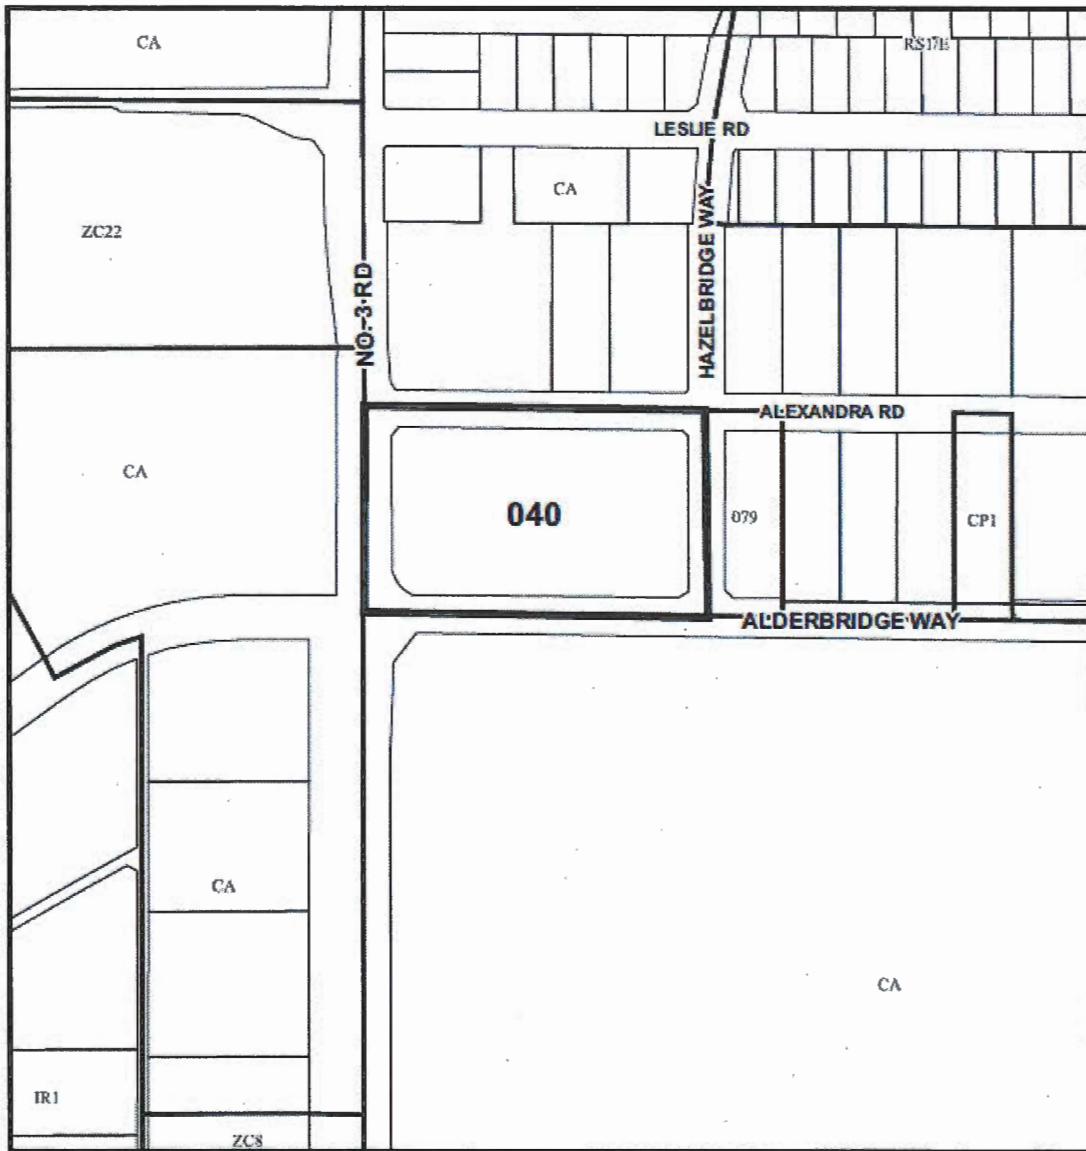 CA
RS1/E
LESLIE RD
CA
ZC22
HAZELBRIDGE WAY
NO. 3 RD
ALEXANDRA RD
CA
040
079
CP1
ALDERBRIDGE WAY
CA
CA
IR1
ZC8